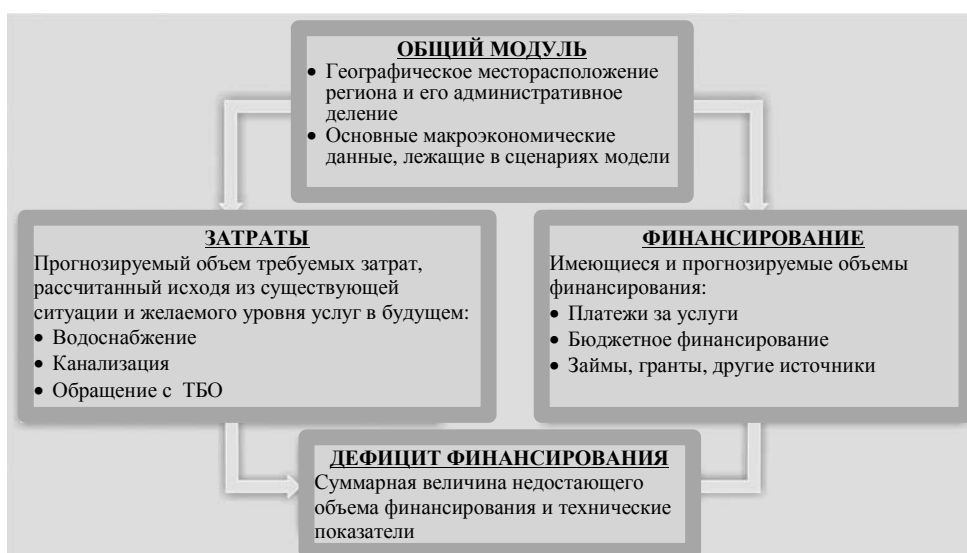 ОБЩИЙ МОДУЛЬ
• Географическое месторасположение
региона и его административное
деление
• Основные макроэкономические
данные, лежащие в сценариях модели
ЗАТРАТЫ
Прогнозируемый объем требуемых затрат,
рассчитанный исходя из существующей
ситуации и желаемого уровня услуг в будущем:
• Водоснабжение
• Канализация
• Обращение с ТБО
ФИНАНСИРОВАНИЕ
Имеющиеся и прогнозируемые объемы
финансирования:
• Платежи за услуги
• Бюджетное финансирование
• Займы, гранты, другие источники
ДЕФИЦИТ ФИНАНСИРОВАНИЯ
Суммарная величина недостающего
объема финансирования и технические
показатели